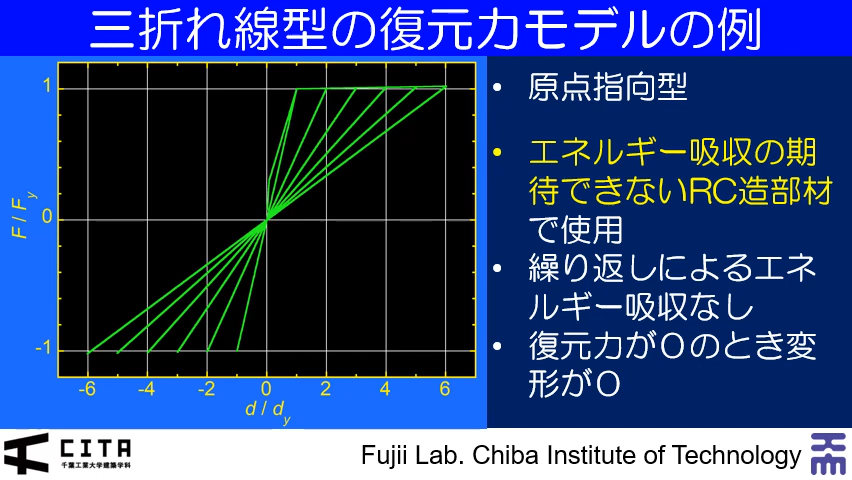 三折れ線型の復元力モデルの例
1
0
-1
F / Fy
-6 -4 -2 0 2 4 6
d / dy
• 原点指向型
• エネルギー吸収の期
待できないRC造部材
で使用
• 繰り返しによるエネ
ルギー吸収なし
• 復元力が０のとき変
形が０
CITA
千葉工業大学建築学科
Fujii Lab. Chiba Institute of Technology